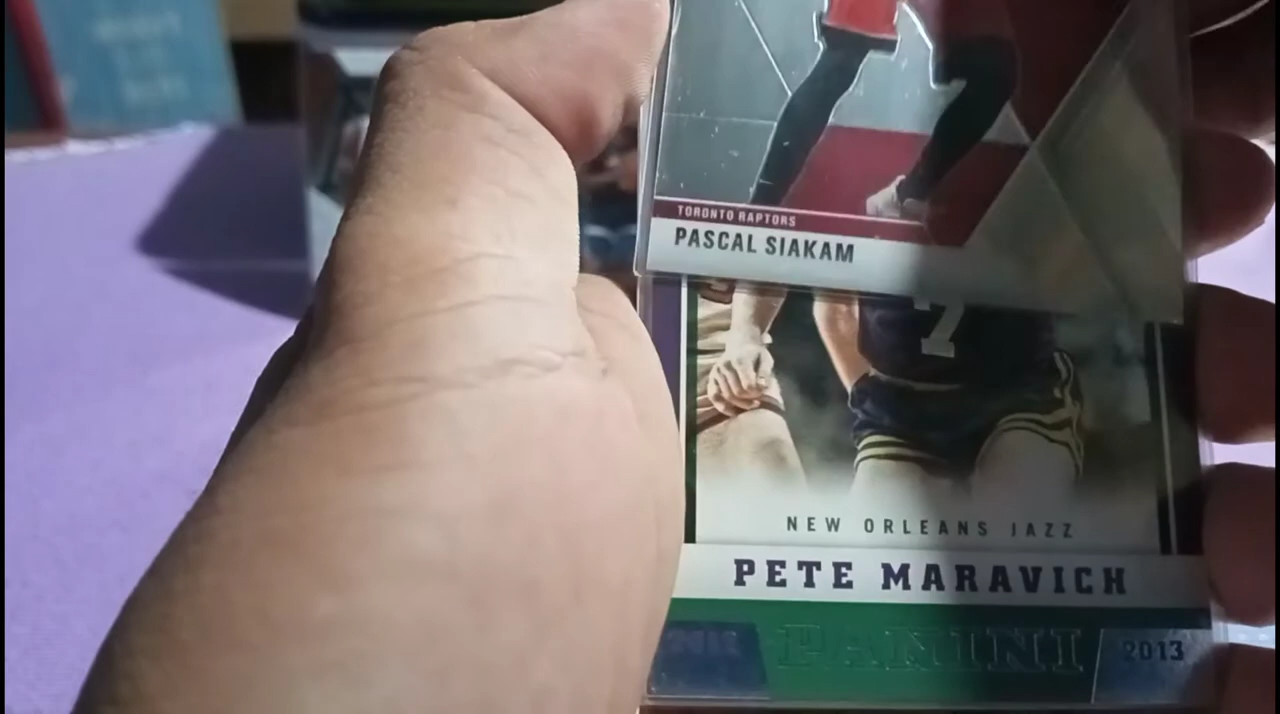 TORONTO RAPTORS
PASCAL SIAKAM
7
NEW ORLEANS JAZZ
PETE MARAVICH
PANINI 2013